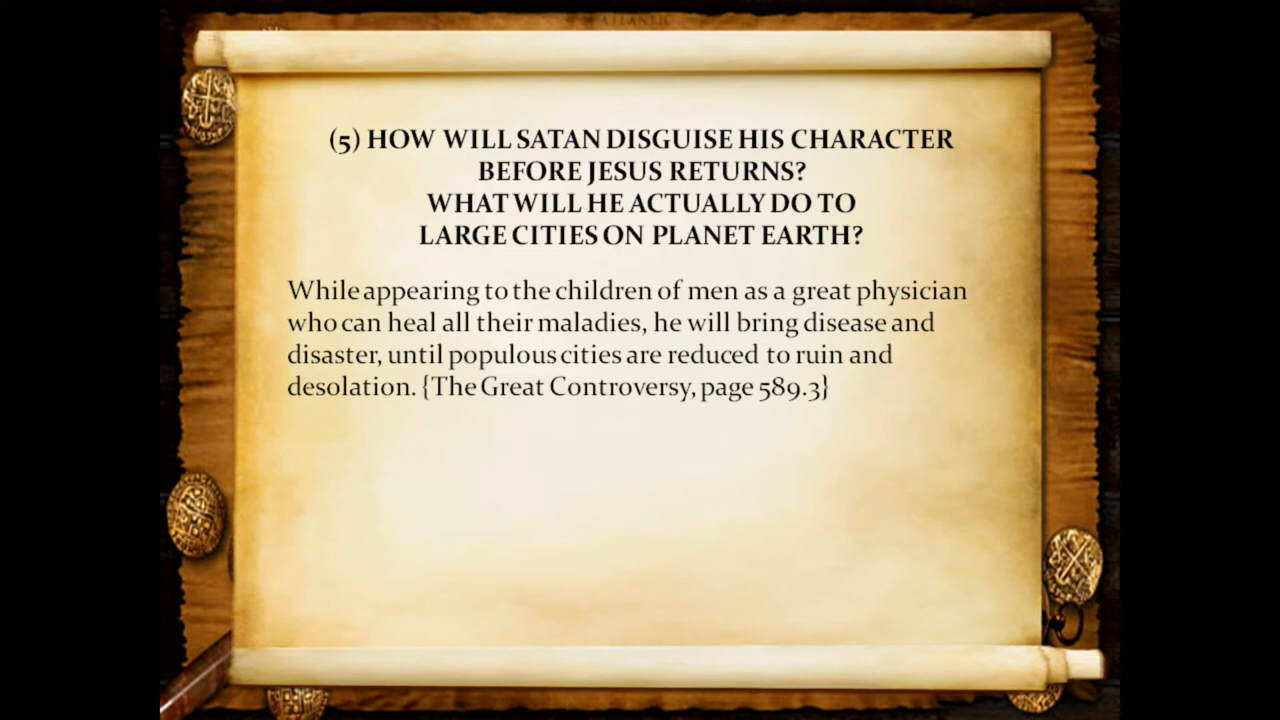 ATLANTIC
(5) HOW WILL SATAN DISGUISE HIS CHARACTER
BEFORE JESUS RETURNS?
WHAT WILL HE ACTUALLY DO TO
LARGE CITIES ON PLANET EARTH?
While appearing to the children of men as a great physician
who can heal all their maladies, he will bring disease and
disaster, until populous cities are reduced to ruin and
desolation. {The Great Controversy, page 589.3}